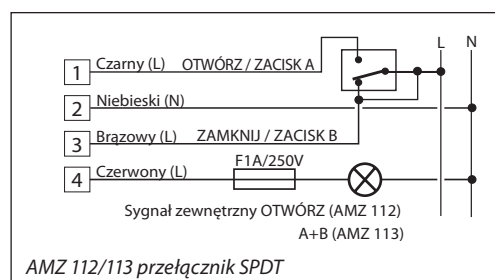 L N
1 Czarny (L) OTWÓRZ / ZACISK A
2 Niebieski (N)
3 Brązowy (L) ZAMKNIJ / ZACISK B
F1A/250V
4 Czerwony (L)
Sygnał zewnętrzny OTWÓRZ (AMZ 112)
A+B (AMZ 113)
AMZ 112/113 przełącznik SPDT